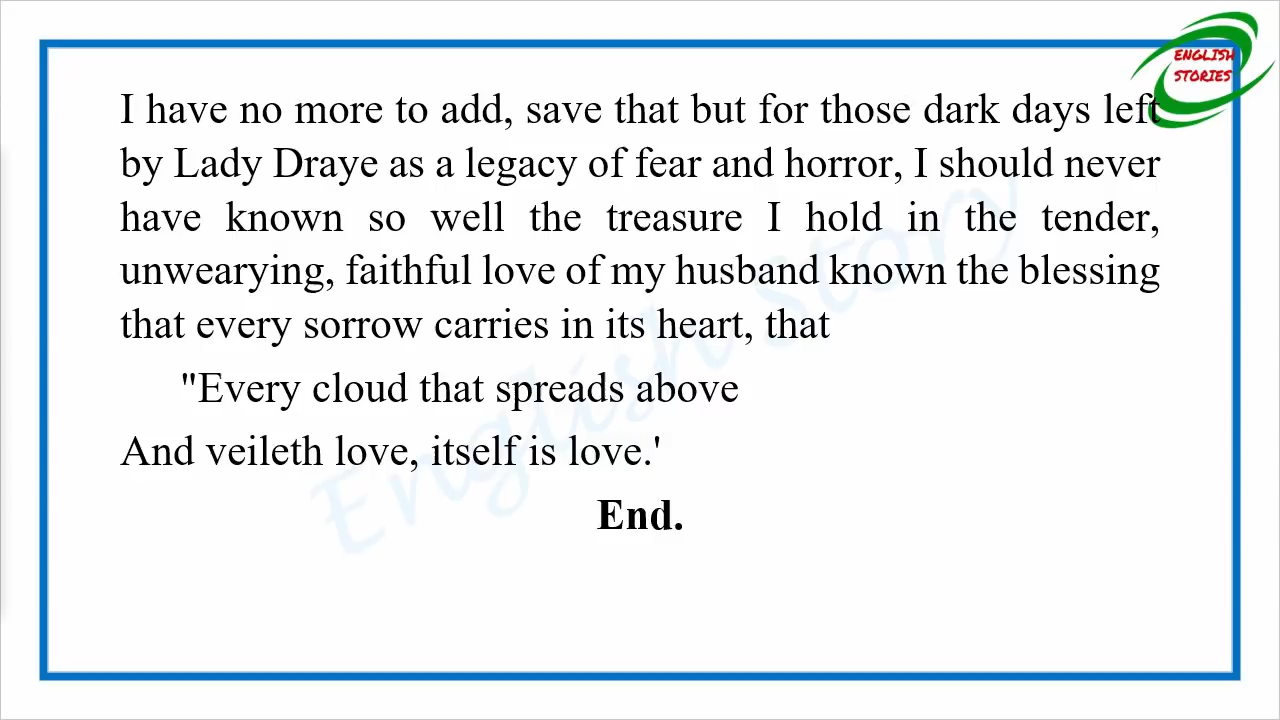 ENGLISH
STORIES
I have no more to add, save that but for those dark days left
by Lady Draye as a legacy of fear and horror, I should never
have known so well the treasure I hold in the tender,
unwearying, faithful love of my husband known the blessing
that every sorrow carries in its heart, that
"Every cloud that spreads above
And veileth love, itself is love.'
End.
English Story